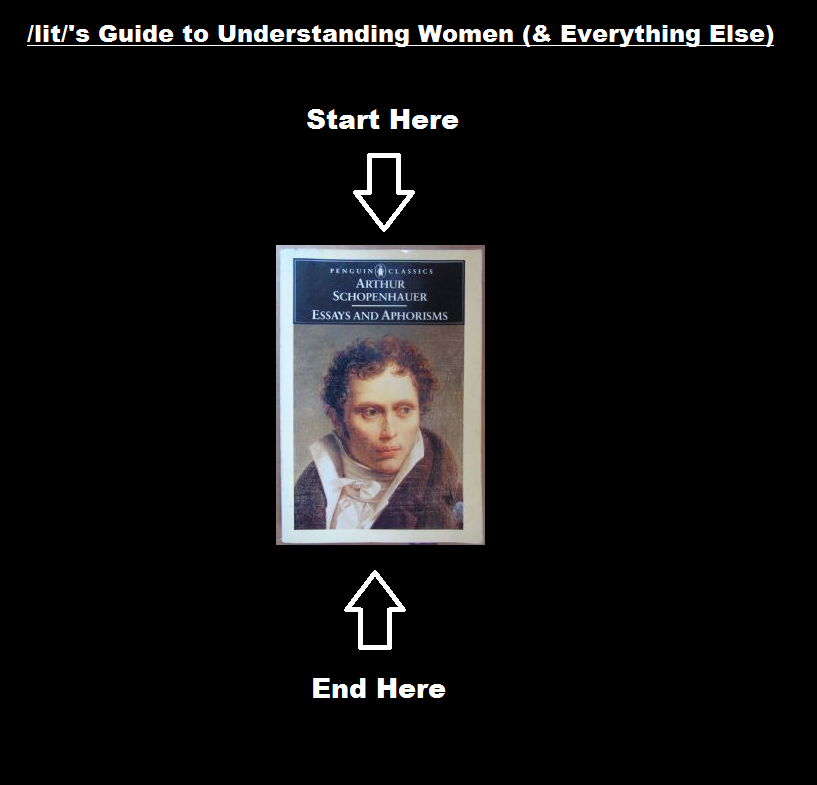 /lit/'s Guide to Understanding Women (& Everything Else)
Start Here
PENGUIN CLASSICS
ARTHUR
SCHOPENHAUER
ESSAYS AND APHORISMS
End Here